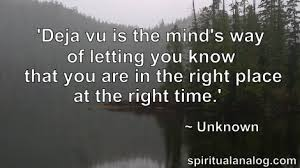 'Deja vu is the mind's way
of letting you know
that you are in the right place
at the right time.'
~ Unknown
spiritualanalog.com